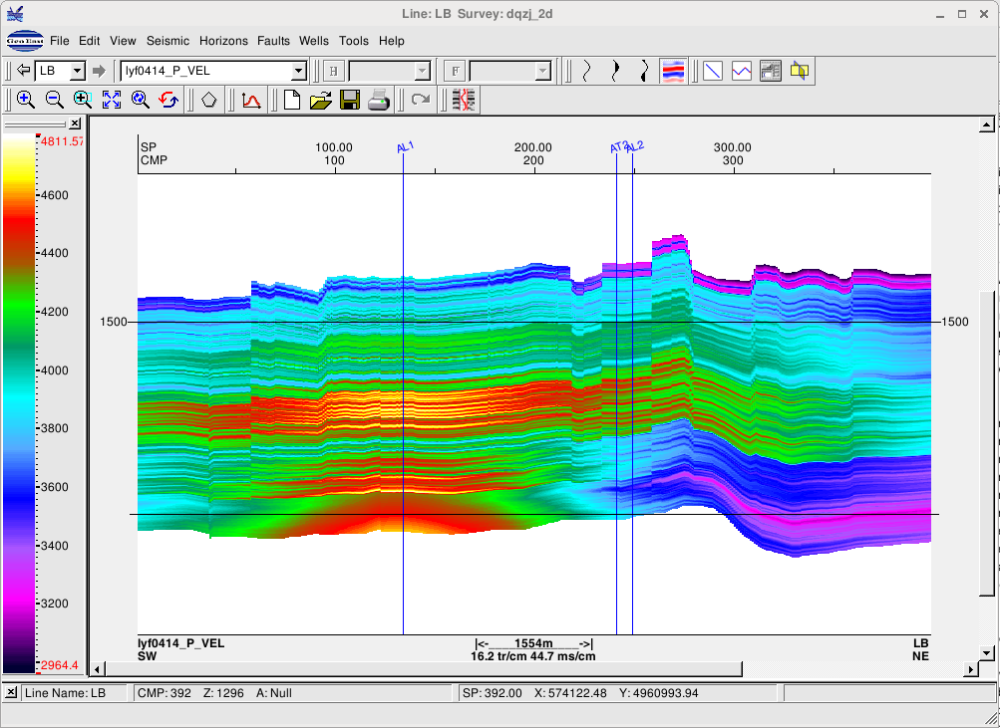 Line: LB Survey: dqzj_2d
GeoEast File Edit View Seismic Horizons Faults Wells Tools Help
LB lyf0414_P_VEL H F
4811.57
4600
4400
4200
4000
3800
3600
3400
3200
2964.4
SP 100.00 200.00 300.00
CMP 100 200 300
AL1 AT2 AL2
1500 1500
lyf0414_P_VEL |<-____1554m____->| LB
SW 16.2 tr/cm 44.7 ms/cm NE
Line Name: LB CMP: 392 Z: 1296 A: Null SP: 392.00 X: 574122.48 Y: 4960993.94